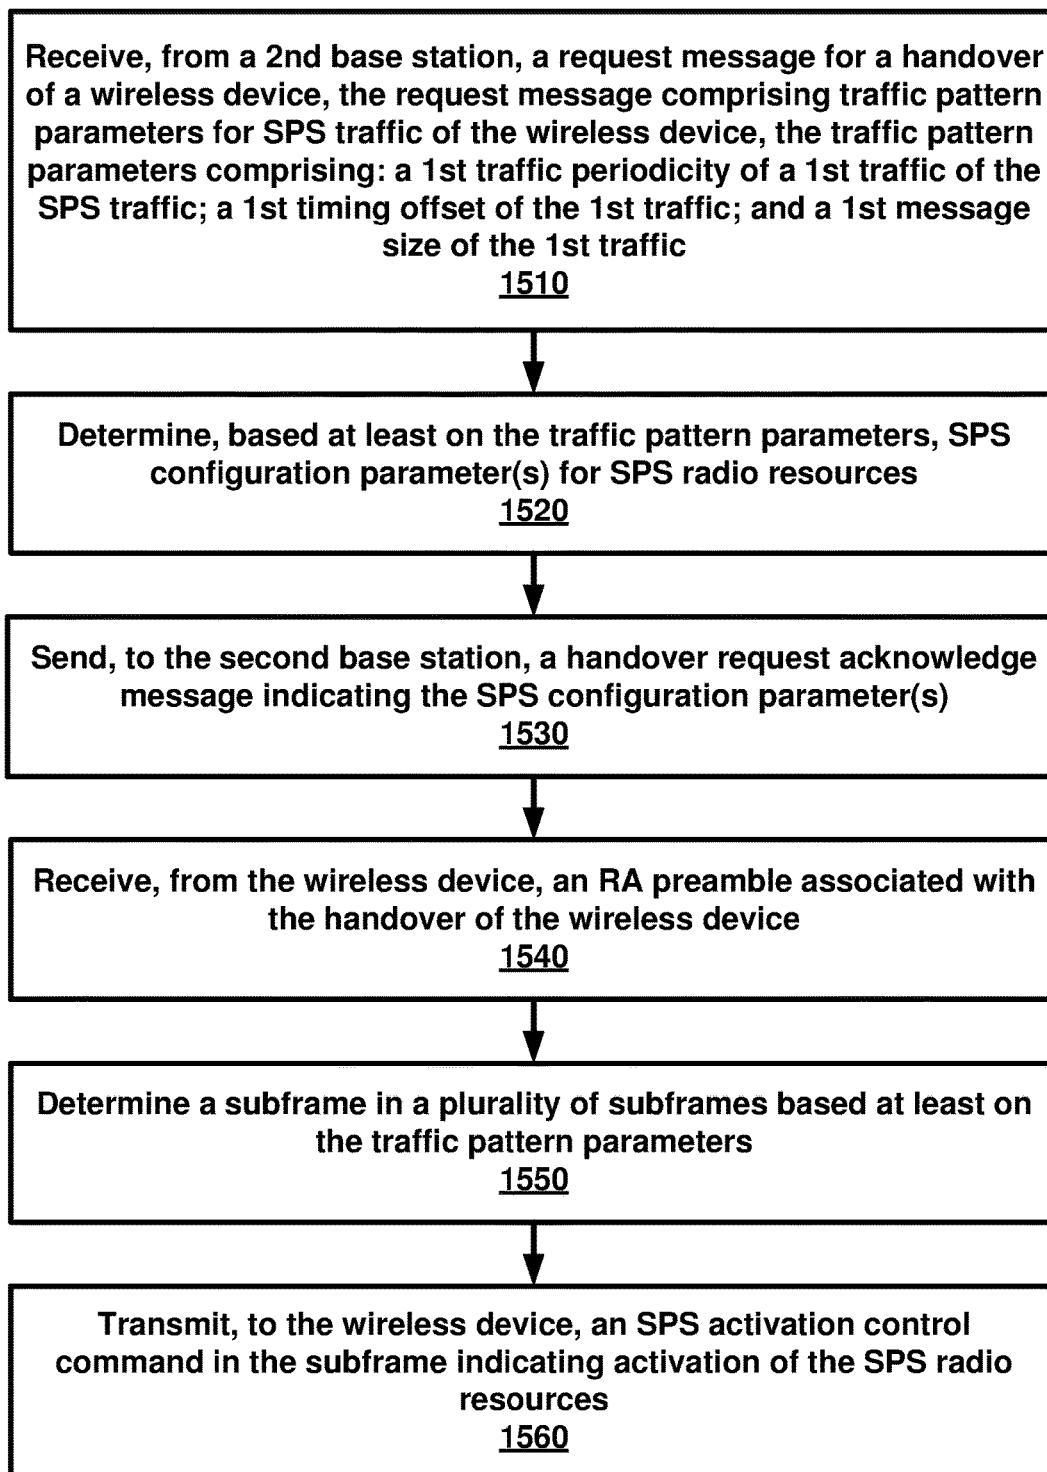 Receive, from a 2nd base station, a request message for a handover
of a wireless device, the request message comprising traffic pattern
parameters for SPS traffic of the wireless device, the traffic pattern
parameters comprising: a 1st traffic periodicity of a 1st traffic of the
SPS traffic; a 1st timing offset of the 1st traffic; and a 1st message
size of the 1st traffic
1510
Determine, based at least on the traffic pattern parameters, SPS
configuration parameter(s) for SPS radio resources
1520
Send, to the second base station, a handover request acknowledge
message indicating the SPS configuration parameter(s)
1530
Receive, from the wireless device, an RA preamble associated with
the handover of the wireless device
1540
Determine a subframe in a plurality of subframes based at least on
the traffic pattern parameters
1550
Transmit, to the wireless device, an SPS activation control
command in the subframe indicating activation of the SPS radio
resources
1560